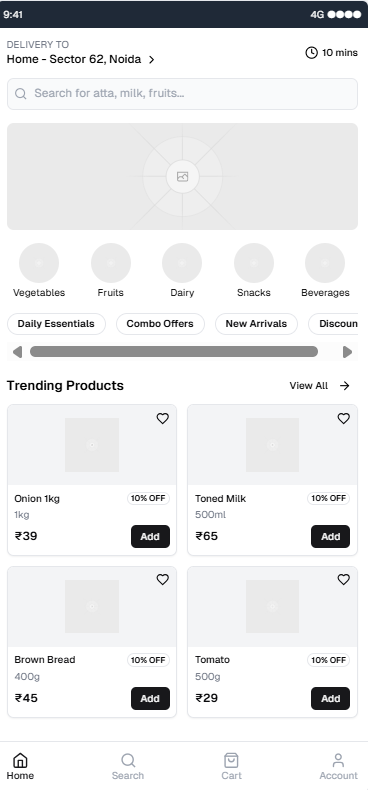 9:41 4G
DELIVERY TO
Home - Sector 62, Noida
10 mins
Search for atta, milk, fruits...
Vegetables Fruits Dairy Snacks Beverages
Daily Essentials Combo Offers New Arrivals Discoun
Trending Products View All
Onion 1kg 10% OFF
1kg
₹39 Add
Toned Milk 10% OFF
500ml
₹65 Add
Brown Bread 10% OFF
400g
₹45 Add
Tomato 10% OFF
500g
₹29 Add
Home Search Cart Account